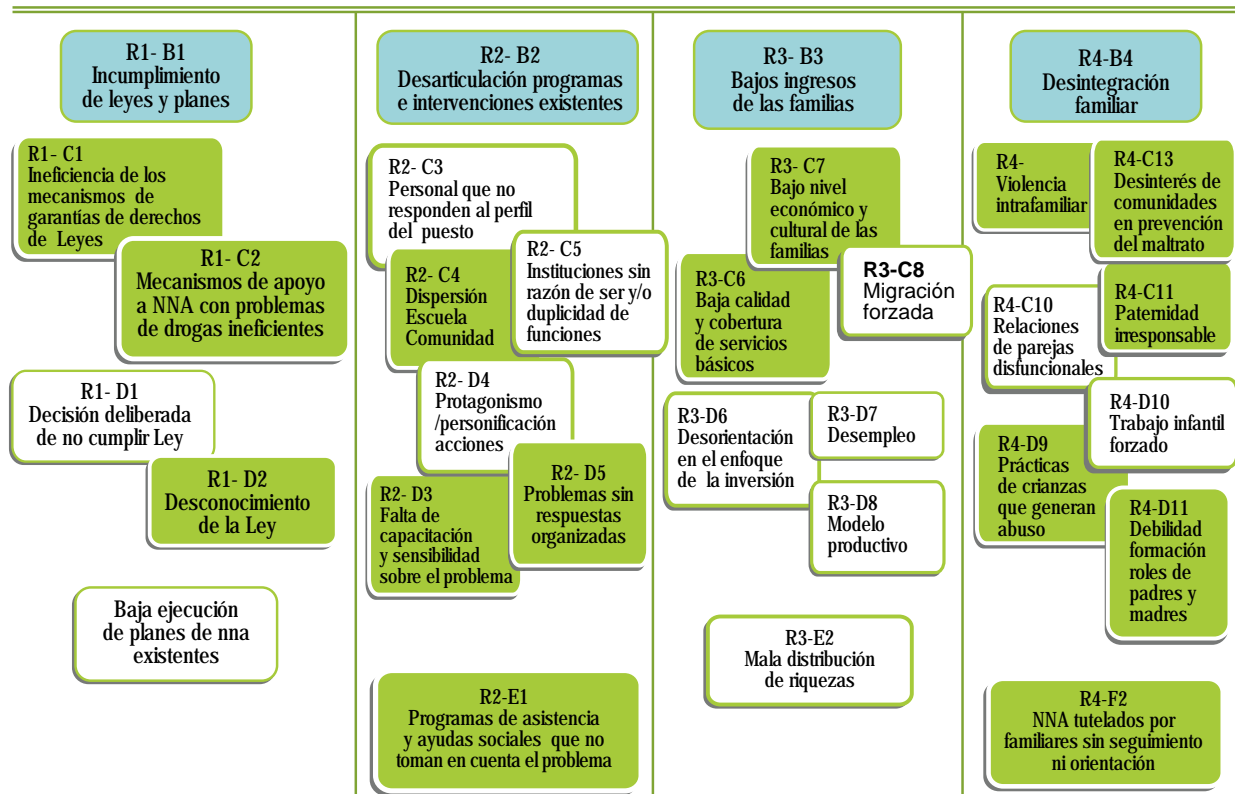 R1- B1
Incumplimiento
de leyes y planes
R1- C1
Ineficiencia de los
mecanismos de
garantías de derechos
de Leyes
R1- C2
Mecanismos de apoyo
a NNA con problemas
de drogas ineficientes
R1- D1
Decisión deliberada
de no cumplir Ley
R1- D2
Desconocimiento
de la Ley
Baja ejecución
de planes de nna
existentes
R2- B2
Desarticulación programas
e intervenciones existentes
R2- C3
Personal que no
responden al perfil
del puesto
R2- C5
Instituciones sin
razón de ser y/o
duplicidad de
funciones
R2- C4
Dispersión
Escuela
Comunidad
R2- D4
Protagonismo
/personificación
acciones
R2- D5
Problemas sin
respuestas
organizadas
R2- D3
Falta de
capacitación
y sensibilidad
sobre el problema
R2-E1
Programas de asistencia
y ayudas sociales que no
toman en cuenta el problema
R3- B3
Bajos ingresos
de las familias
R3- C7
Bajo nivel
económico y
cultural de las
familias
R3-C8
Migración
forzada
R3-C6
Baja calidad
y cobertura
de servicios
básicos
R3-D6
Desorientación
en el enfoque
de la inversión
R3-D7
Desempleo
R3-D8
Modelo
productivo
R3-E2
Mala distribución
de riquezas
R4-B4
Desintegración
familiar
R4-
Violencia
intrafamiliar
R4-C13
Desinterés de
comunidades
en prevención
del maltrato
R4-C11
Paternidad
irresponsable
R4-C10
Relaciones
de parejas
disfuncionales
R4-D10
Trabajo infantil
forzado
R4-D9
Prácticas
de crianzas
que generan
abuso
R4-D11
Debilidad
formación
roles de
padres y
madres
R4-F2
NNA tutelados por
familiares sin seguimiento
ni orientación